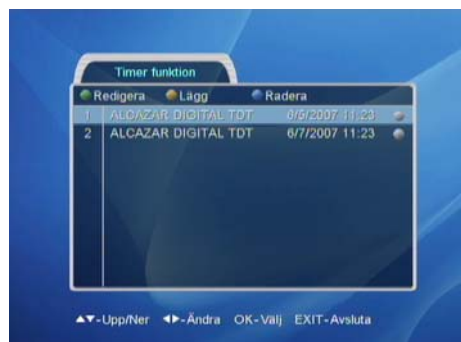 Timer funktion
Redigera Lägg Radera
1 ALCAZAR DIGITAL TDT 6/5/2007 11:23
2 ALCAZAR DIGITAL TDT 6/7/2007 11:23
▲▼-Upp/Ner ◄►-Ändra OK-Välj EXIT-Avsluta